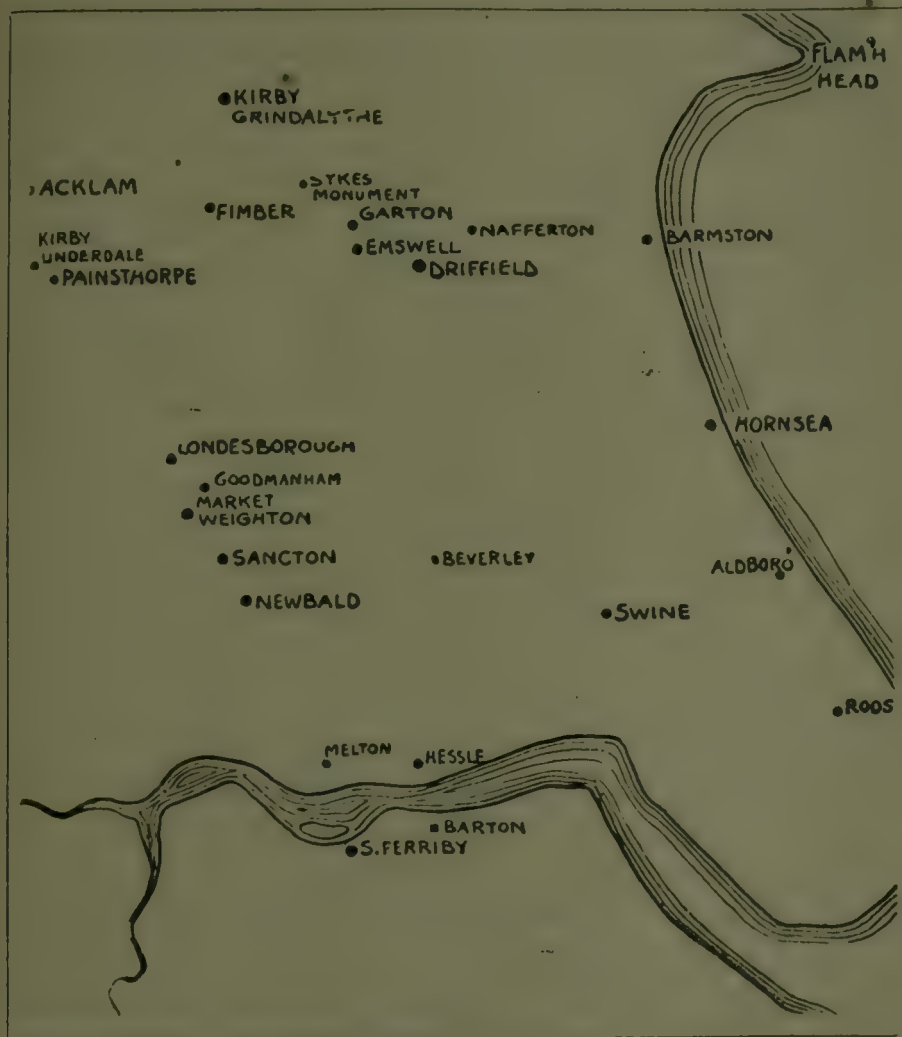 FLAM'H
HEAD
KIRBY
GRINDALYTHE
ACKLAM
SYKES
MONUMENT
FIMBER
GARTON
NAFFERTON
BARMSTON
KIRBY
UNDERDALE
EMSWELL
DRIFFIELD
PAINSTHORPE
HORNSEA
LONDESBOROUGH
GOODMANHAM
MARKET
WEIGHTON
SANCTON
BEVERLEY
ALDBORO'
NEWBALD
SWINE
ROOS
MELTON
HESSLE
BARTON
S. FERRIBY